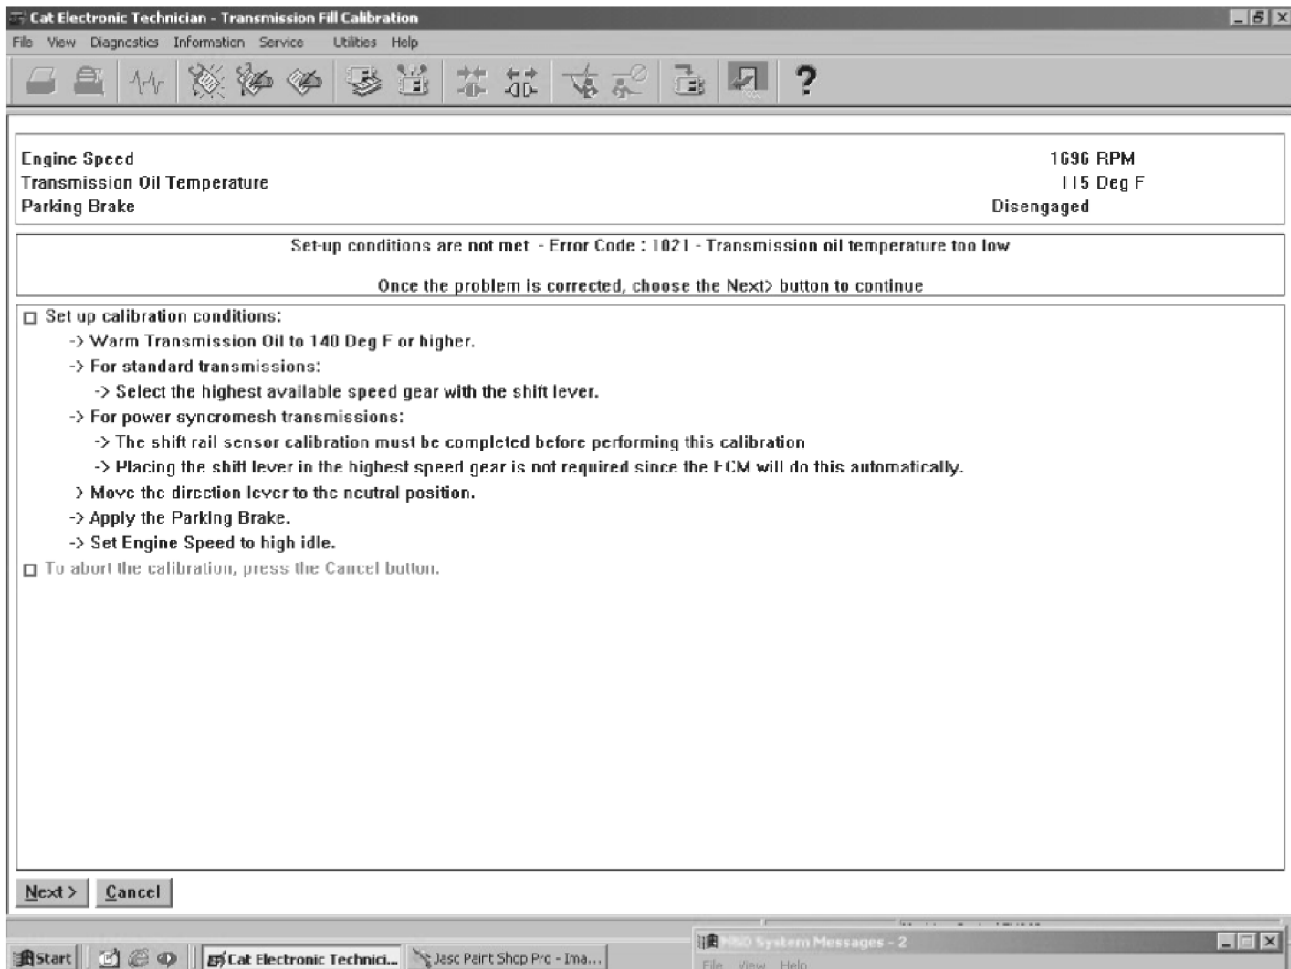 Cat Electronic Technician - Transmission Fill Calibration
File View Diagnostics Information Service Utilities Help
Engine Speed 1696 RPM
Transmission Oil Temperature 115 Deg F
Parking Brake Disengaged
Set-up conditions are not met - Error Code : 1021 - Transmission oil temperature too low
Once the problem is corrected, choose the Next> button to continue
Set up calibration conditions:
-> Warm Transmission Oil to 140 Deg F or higher.
-> For standard transmissions:
-> Select the highest available speed gear with the shift lever.
-> For power syncromesh transmissions:
-> The shift rail sensor calibration must be completed before performing this calibration
-> Placing the shift lever in the highest speed gear is not required since the ECM will do this automatically.
> Move the direction lever to the neutral position.
-> Apply the Parking Brake.
-> Set Engine Speed to high idle.
To abort the calibration, press the Cancel button.
Next > Cancel
System Messages - 2
Start Cat Electronic Technici... Jasc Paint Shop Pro - Ima...
File View Help